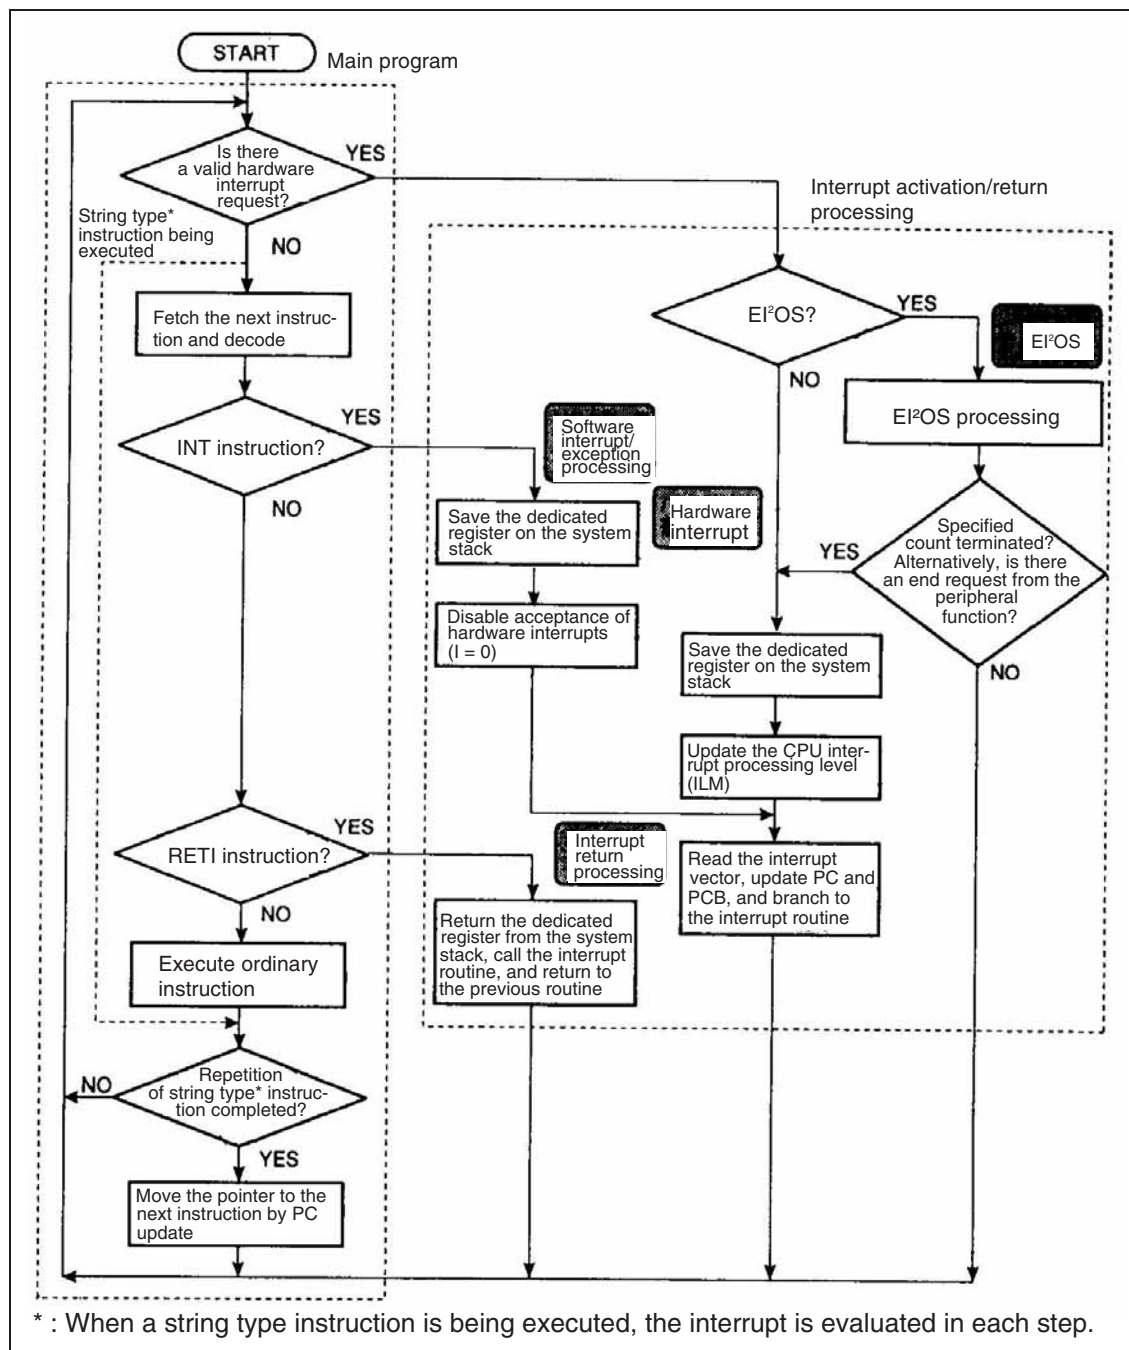 START
Main program
Is there
a valid hardware
interrupt
request?
YES
String type*
instruction being
executed
NO
Interrupt activation/return
processing
Fetch the next instruc-
tion and decode
EI²OS?
YES
EI²OS
NO
EI²OS processing
INT instruction?
YES
NO
Software
interrupt/
exception
processing
Save the dedicated
register on the system
stack
Hardware
interrupt
Specified
count terminated?
Alternatively, is there
an end request from the
peripheral
function?
YES
NO
Disable acceptance of
hardware interrupts
(I = 0)
Save the dedicated
register on the system
stack
Update the CPU inter-
rupt processing level
(ILM)
RETI instruction?
YES
NO
Interrupt
return
processing
Read the interrupt
vector, update PC and
PCB, and branch to
the interrupt routine
Return the dedicated
register from the system
stack, call the interrupt
routine, and return to
the previous routine
Execute ordinary
instruction
Repetition
of string type* instruc-
tion completed?
NO
YES
Move the pointer to the
next instruction by PC
update
* : When a string type instruction is being executed, the interrupt is evaluated in each step.